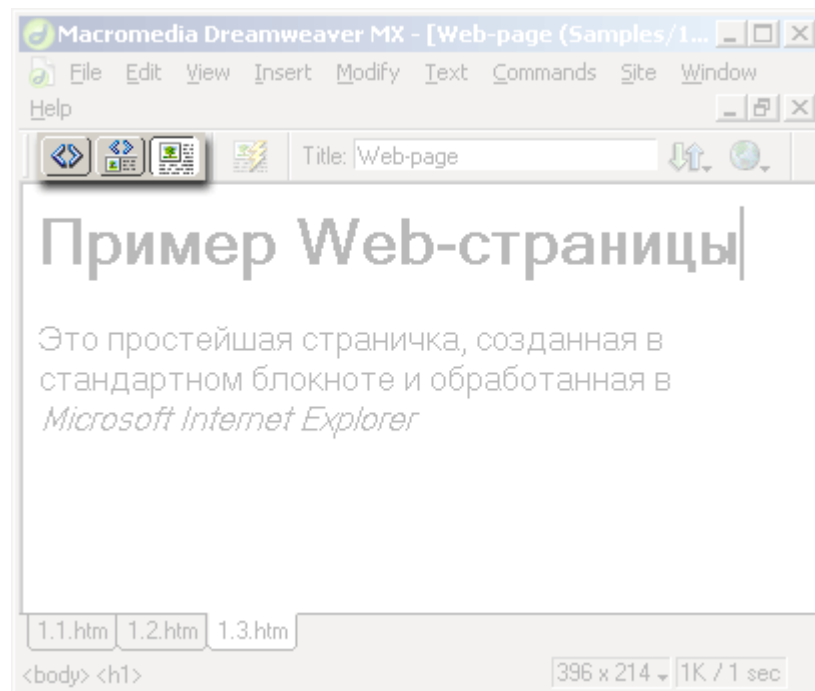 Macromedia Dreamweaver MX - [Web-page (Samples/1...
File Edit View Insert Modify Text Commands Site Window
Help
Title: Web-page
Пример Web-страницы
Это простейшая страничка, созданная в
стандартном блокноте и обработанная в
Microsoft Internet Explorer
1.1.htm 1.2.htm 1.3.htm
<body> <h1> 396 x 214 1K / 1 sec